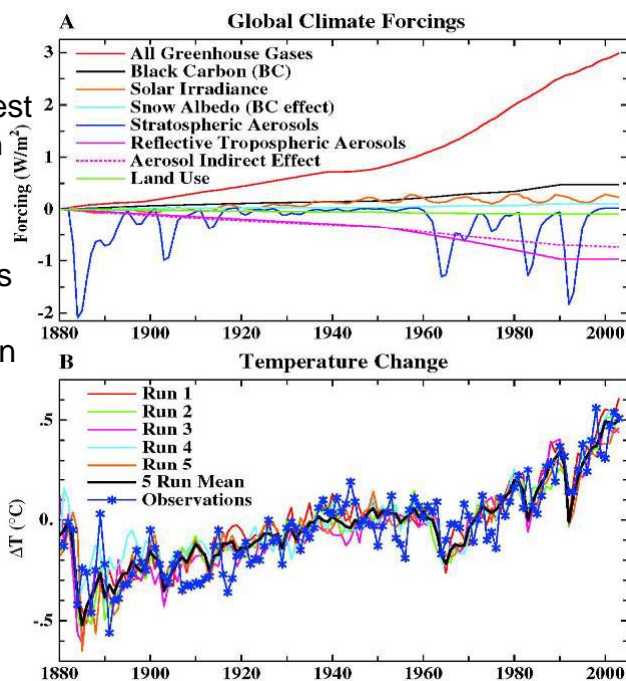 A Global Climate Forcings
3
2
1
0
-1
-2
Forcing (W/m²)
All Greenhouse Gases
Black Carbon (BC)
Solar Irradiance
Snow Albedo (BC effect)
Stratospheric Aerosols
Reflective Tropospheric Aerosols
Aerosol Indirect Effect
Land Use
1880 1900 1920 1940 1960 1980 2000
est
s
n
B Temperature Change
.5
0.
-.5
ΔT (°C)
Run 1
Run 2
Run 3
Run 4
Run 5
5 Run Mean
Observations
1880 1900 1920 1940 1960 1980 2000